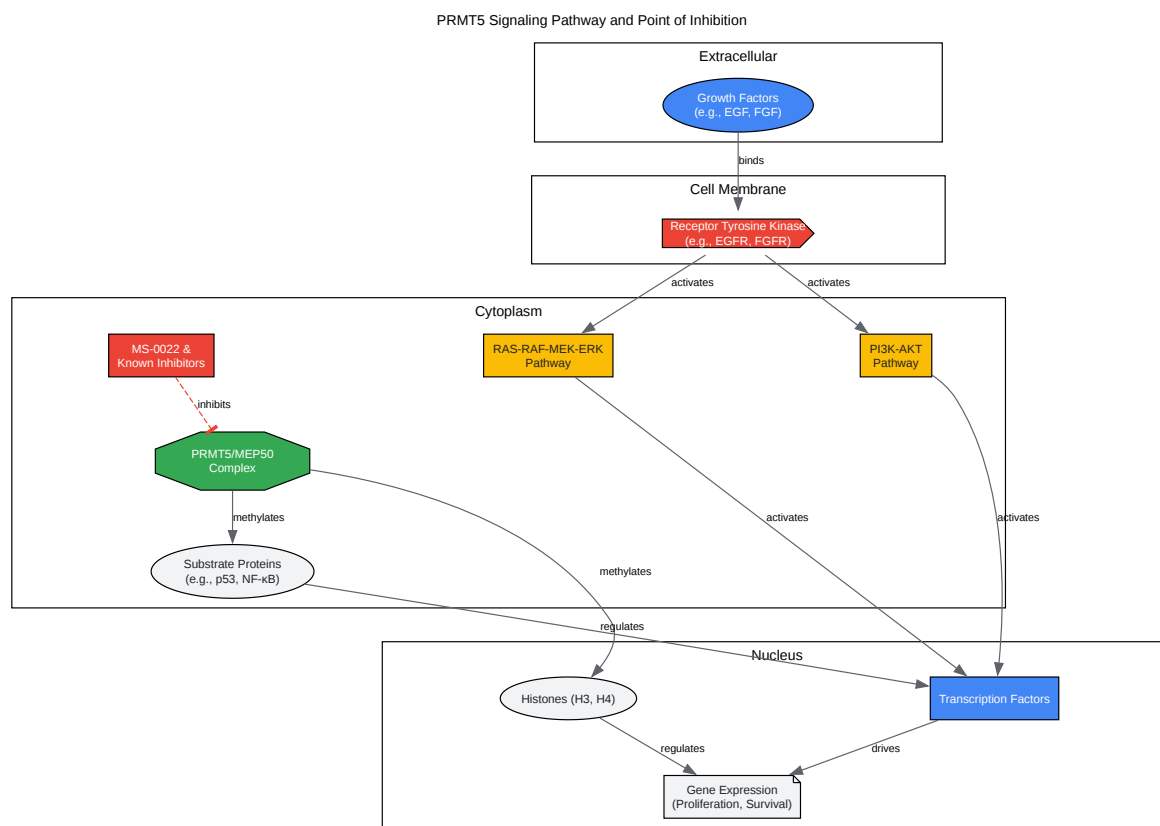 PRMT5 Signaling Pathway and Point of Inhibition
Extracellular
Growth Factors
(e.g., EGF, FGF)
binds
Cell Membrane
Receptor Tyrosine Kinase
(e.g., EGFR, FGFR)
activates
activates
Cytoplasm
MS-0022 &
Known Inhibitors
RAS-RAF-MEK-ERK
Pathway
PI3K-AKT
Pathway
inhibits
PRMT5/MEP50
Complex
methylates
activates
activates
Substrate Proteins
(e.g., p53, NF-κB)
methylates
regulates
Nucleus
Histones (H3, H4)
Transcription Factors
regulates
drives
Gene Expression
(Proliferation, Survival)